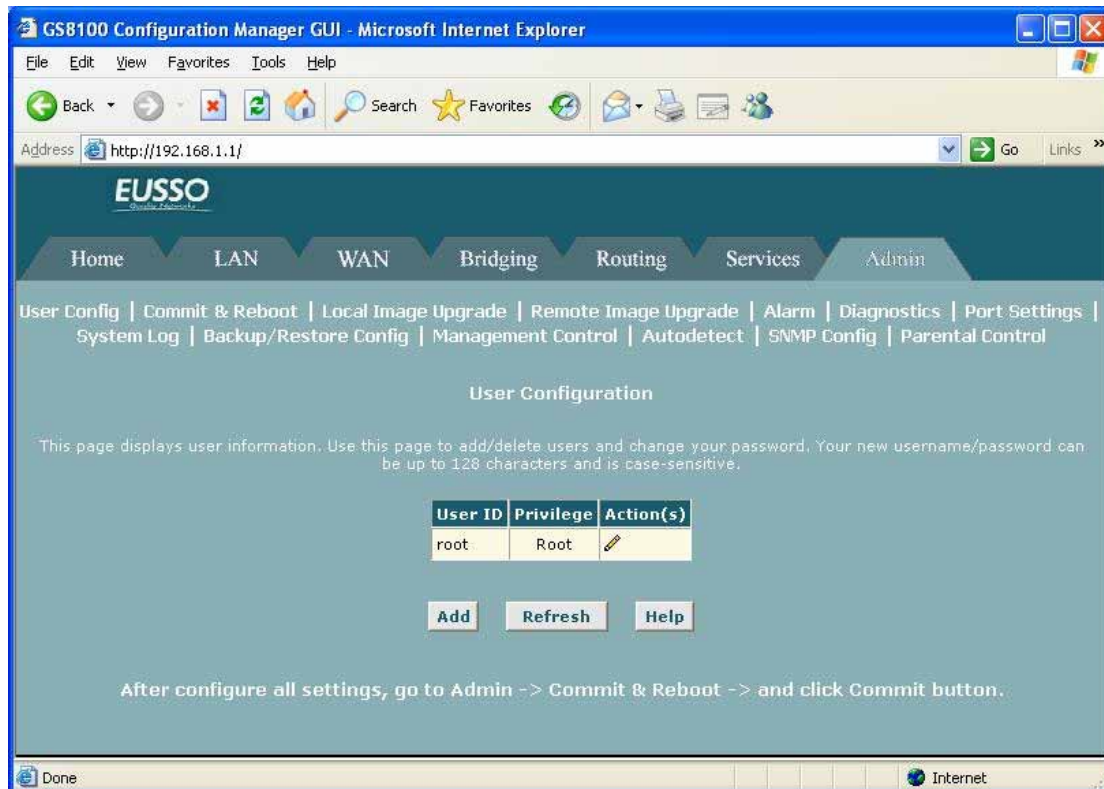 GS8100 Configuration Manager GUI - Microsoft Internet Explorer
File Edit View Favorites Tools Help
Back Search Favorites
Address http://192.168.1.1/ Go Links »
EUSSO
Home LAN WAN Bridging Routing Services Admin
User Config | Commit & Reboot | Local Image Upgrade | Remote Image Upgrade | Alarm | Diagnostics | Port Settings |
System Log | Backup/Restore Config | Management Control | Autodetect | SNMP Config | Parental Control
User Configuration
This page displays user information. Use this page to add/delete users and change your password. Your new username/password can
be up to 128 characters and is case-sensitive.
User ID Privilege Action(s)
root Root
Add Refresh Help
After configure all settings, go to Admin -> Commit & Reboot -> and click Commit button.
Done Internet